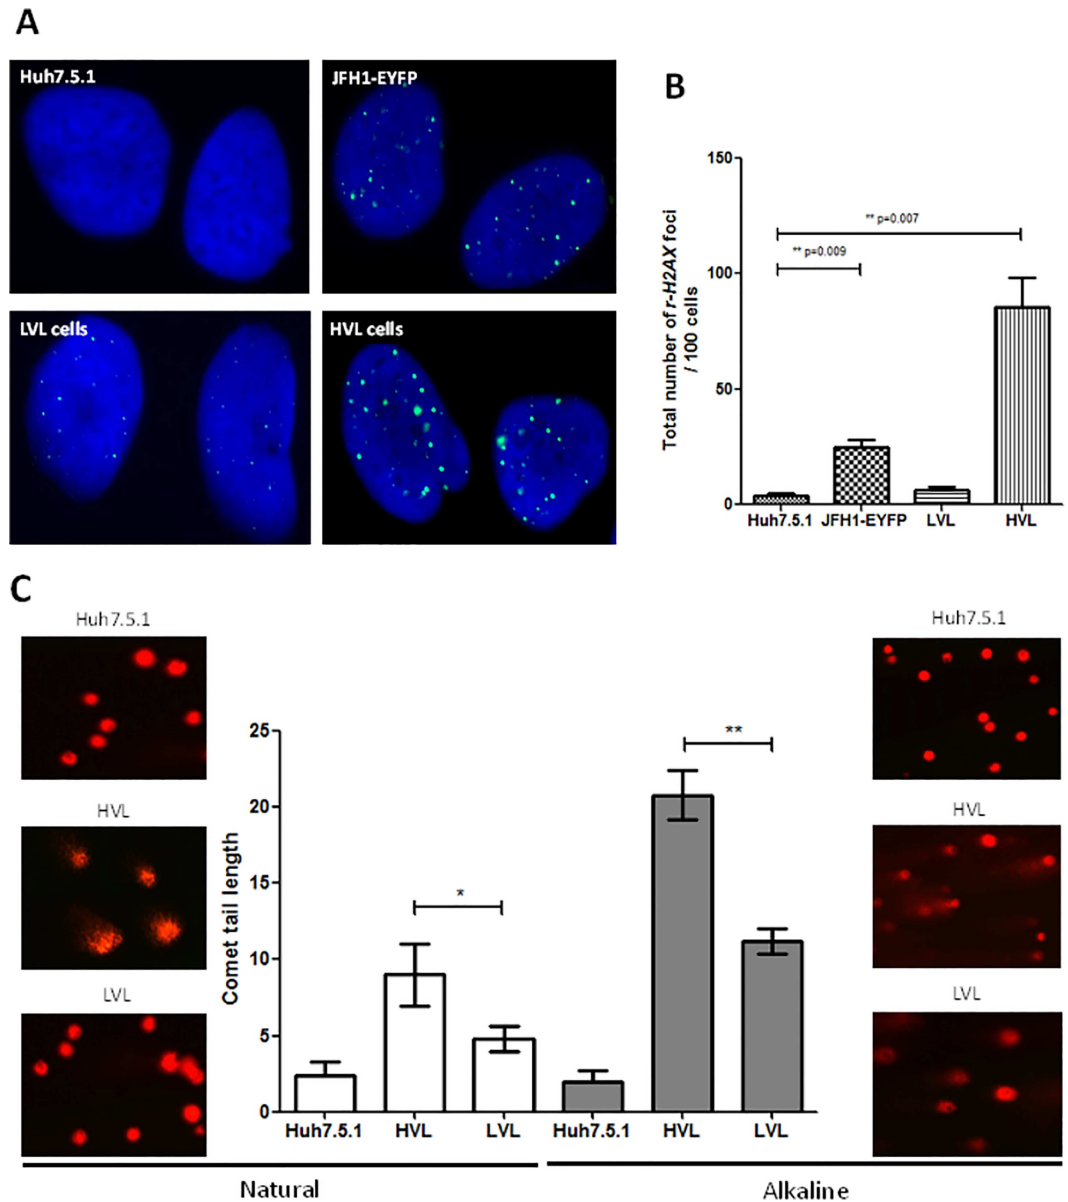 A
Huh7.5.1
JFH1-EYFP
LVL cells
HVL cells
B
Total number of r-H2AX foci
/ 100 cells
150
100
50
0
** p=0.007
** p=0.009
Huh7.5.1 JFH1-EYFP LVL HVL
C
Huh7.5.1
HVL
LVL
Comet tail length
25
20
15
10
5
0
*
**
Huh7.5.1 HVL LVL Huh7.5.1 HVL LVL
Natural Alkaline
Huh7.5.1
HVL
LVL